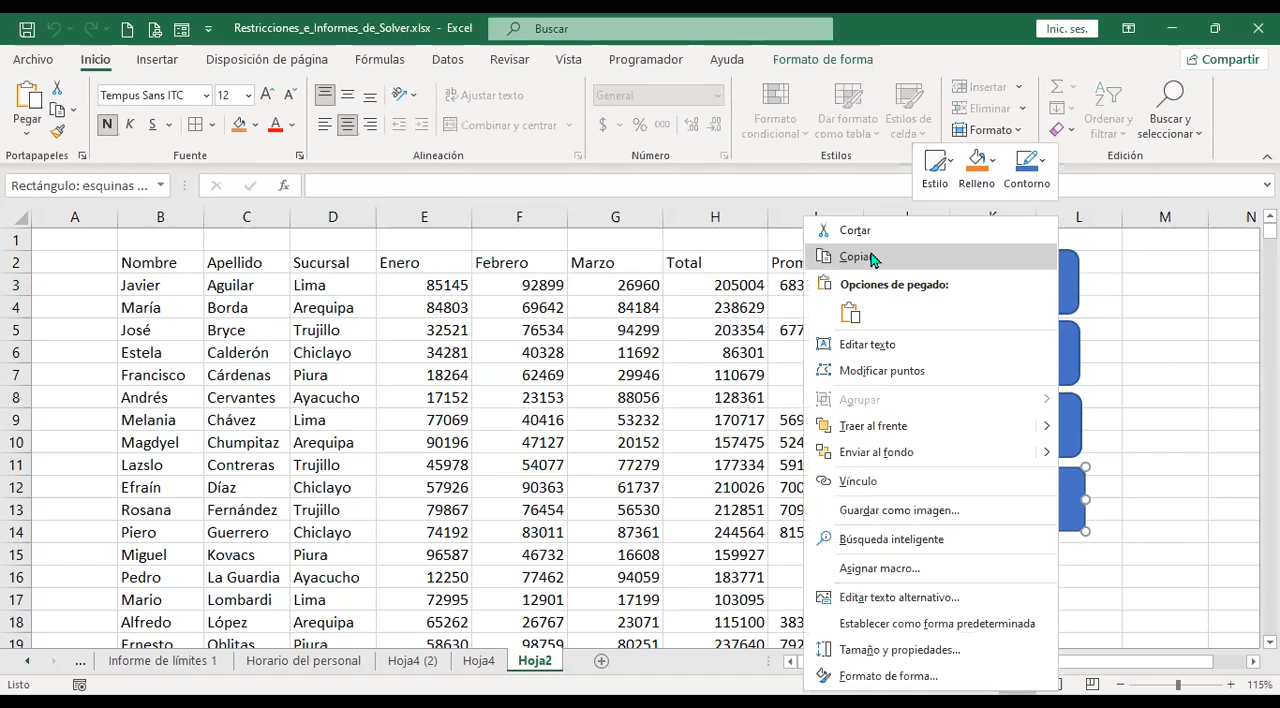 Restricciones_e_Informes_de_Solver.xlsx - Excel
Buscar
Inic. ses.
Archivo Inicio Insertar Disposición de página Fórmulas Datos Revisar Vista Programador Ayuda Formato de forma Compartir
Pegar
Tempus Sans ITC 12
N K S
Ajustar texto
Combinar y centrar
General
$ % 000
Formato condicional
Dar formato como tabla
Estilos de celda
Insertar
Eliminar
Formato
Ordenar y filtrar
Buscar y seleccionar
Portapapeles Fuente Alineación Número Estilos Edición
Estilo Relleno Contorno
Rectángulo: esquinas ... fx
A B C D E F G H L M N
1
2 Nombre Apellido Sucursal Enero Febrero Marzo Total
3 Javier Aguilar Lima 85145 92899 26960 205004
4 María Borda Arequipa 84803 69642 84184 238629
5 José Bryce Trujillo 32521 76534 94299 203354
6 Estela Calderón Chiclayo 34281 40328 11692 86301
7 Francisco Cárdenas Piura 18264 62469 29946 110679
8 Andrés Cervantes Ayacucho 17152 23153 88056 128361
9 Melania Chávez Lima 77069 40416 53232 170717
10 Magdyel Chumpitaz Arequipa 90196 47127 20152 157475
11 Lazslo Contreras Trujillo 45978 54077 77279 177334
12 Efraín Díaz Chiclayo 57926 90363 61737 210026
13 Rosana Fernández Trujillo 79867 76454 56530 212851
14 Piero Guerrero Chiclayo 74192 83011 87361 244564
15 Miguel Kovacs Piura 96587 46732 16608 159927
16 Pedro La Guardia Ayacucho 12250 77462 94059 183771
17 Mario Lombardi Lima 72995 12901 17199 103095
18 Alfredo López Arequipa 65262 26767 23071 115100
19 Ernesto Oblitas Piura 58630 98759 80251 237640
Cortar
Copiar
Opciones de pegado:
Editar texto
Modificar puntos
Agrupar
Traer al frente
Enviar al fondo
Vínculo
Guardar como imagen...
Búsqueda inteligente
Asignar macro...
Editar texto alternativo...
Establecer como forma predeterminada
Tamaño y propiedades...
Formato de forma...
... Informe de límites 1 Horario del personal Hoja4 (2) Hoja4 Hoja2
Listo 115%